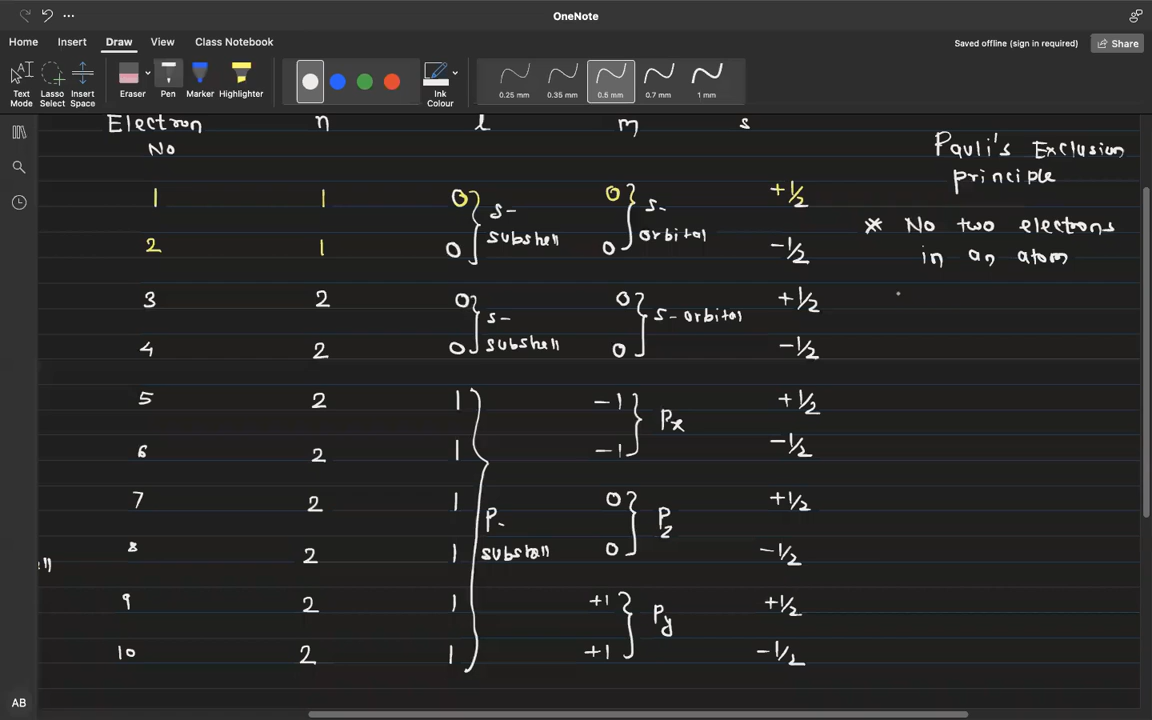 OneNote
Home Insert Draw View Class Notebook
Saved offline (sign in required) Share
Text Mode Lasso Select Insert Space Eraser Pen Marker Highlighter Ink Colour 0.25 mm 0.35 mm 0.5 mm 0.7 mm 1 mm
Electron No n l m s
1 1 0 0 +1/2
s- subshell s- orbital
2 1 0 0 -1/2
3 2 0 0 +1/2
s- subshell s-orbital
4 2 0 0 -1/2
5 2 1 -1 +1/2
Px
6 2 1 -1 -1/2
7 2 1 0 +1/2
P- subshell Pz
8 2 1 0 -1/2
9 2 1 +1 +1/2
Py
10 2 1 +1 -1/2
Pauli's Exclusion
principle
* No two electrons
in an atom
AB